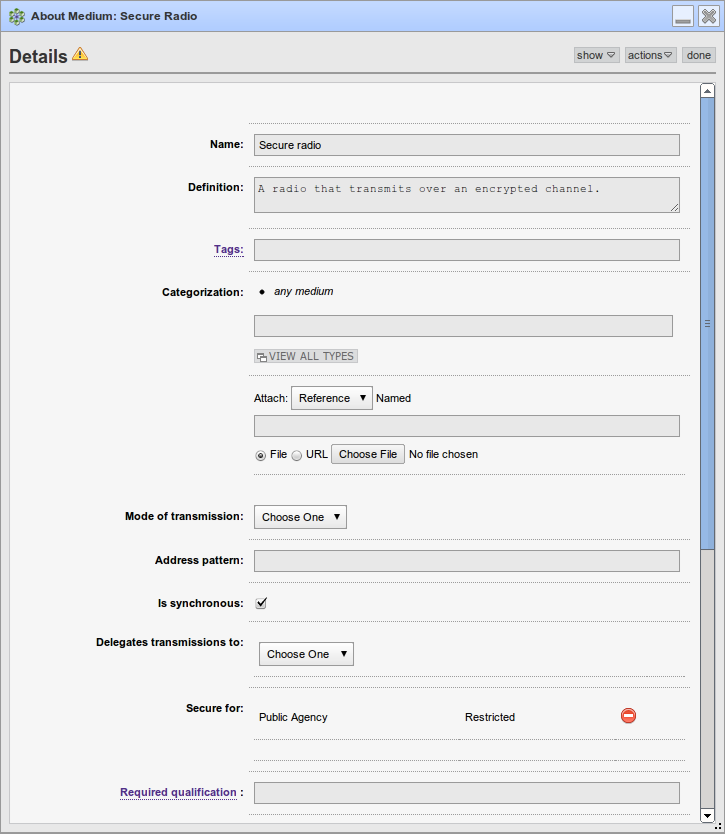 About Medium: Secure Radio
Details
show actions done
Name: Secure radio
Definition: A radio that transmits over an encrypted channel.
Tags:
Categorization: • any medium
VIEW ALL TYPES
Attach: Reference Named
File URL Choose File No file chosen
Mode of transmission: Choose One
Address pattern:
Is synchronous:
Delegates transmissions to: Choose One
Secure for: Public Agency Restricted
Required qualification :